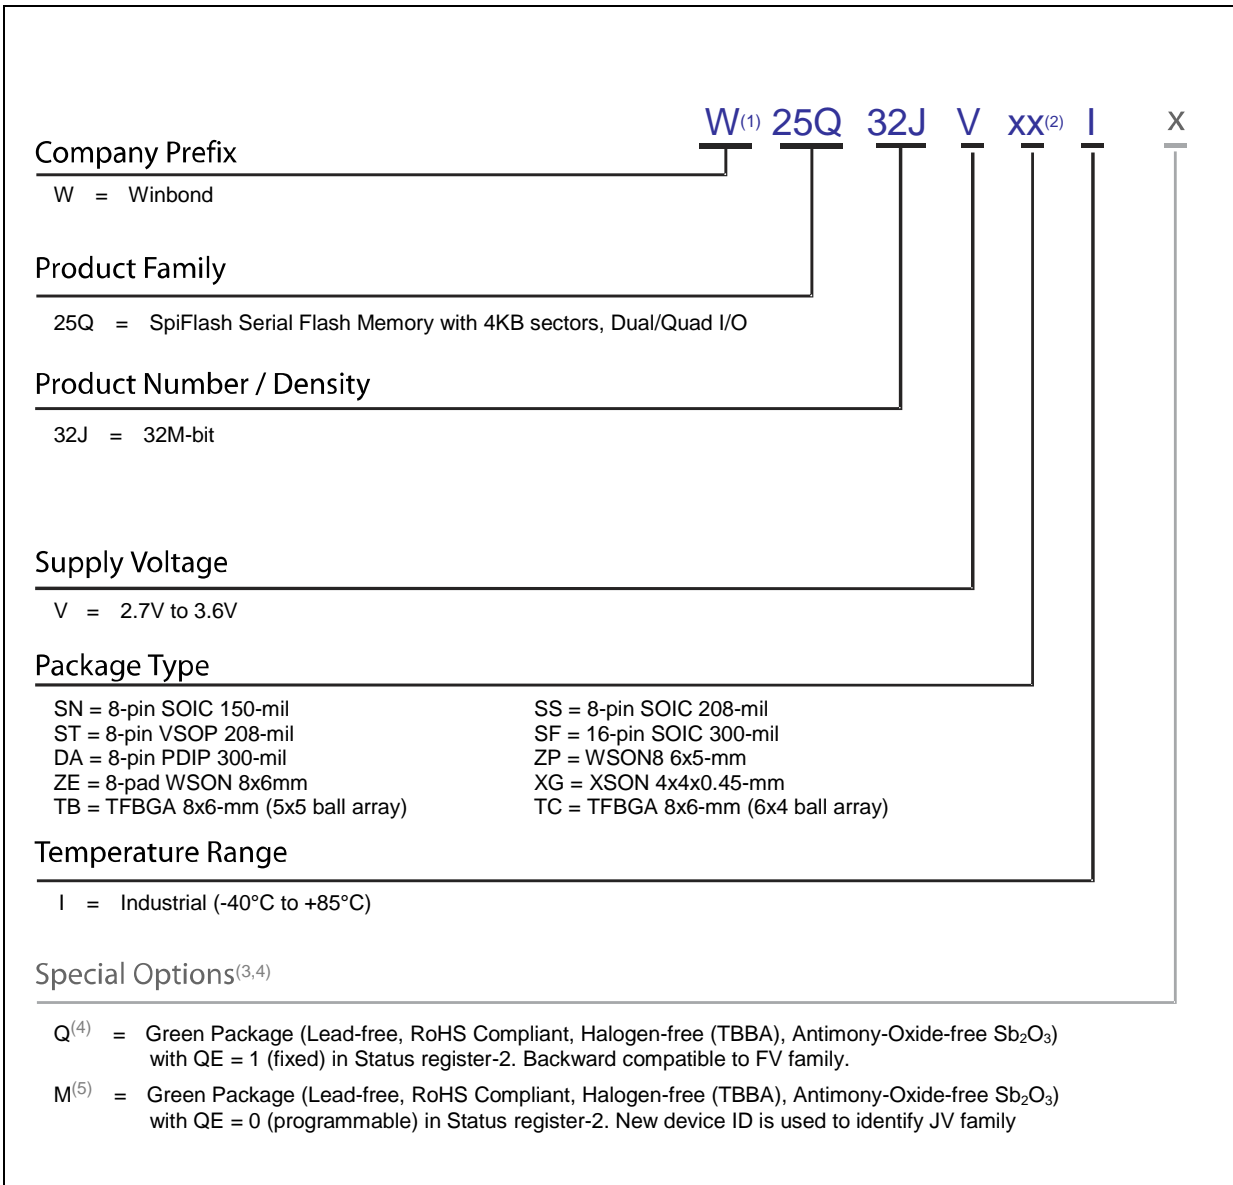 W(1) 25Q 32J V xx(2) I x
Company Prefix
W = Winbond
Product Family
25Q = SpiFlash Serial Flash Memory with 4KB sectors, Dual/Quad I/O
Product Number / Density
32J = 32M-bit
Supply Voltage
V = 2.7V to 3.6V
Package Type
SN = 8-pin SOIC 150-mil SS = 8-pin SOIC 208-mil
ST = 8-pin VSOP 208-mil SF = 16-pin SOIC 300-mil
DA = 8-pin PDIP 300-mil ZP = WSON8 6x5-mm
ZE = 8-pad WSON 8x6mm XG = XSON 4x4x0.45-mm
TB = TFBGA 8x6-mm (5x5 ball array) TC = TFBGA 8x6-mm (6x4 ball array)
Temperature Range
I = Industrial (-40°C to +85°C)
Special Options(3,4)
Q(4) = Green Package (Lead-free, RoHS Compliant, Halogen-free (TBBA), Antimony-Oxide-free Sb₂O₃)
with QE = 1 (fixed) in Status register-2. Backward compatible to FV family.
M(5) = Green Package (Lead-free, RoHS Compliant, Halogen-free (TBBA), Antimony-Oxide-free Sb₂O₃)
with QE = 0 (programmable) in Status register-2. New device ID is used to identify JV family